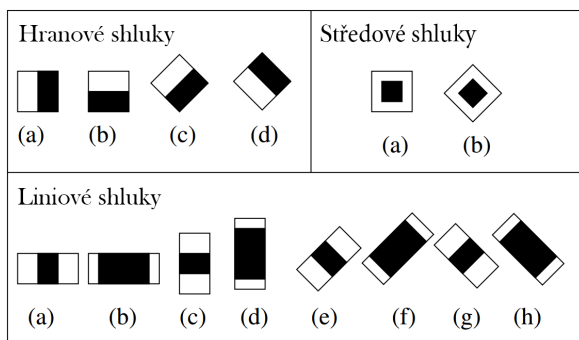 Hranové shluky
(a) (b) (c) (d)
Středové shluky
(a) (b)
Liniové shluky
(a) (b) (c) (d) (e) (f) (g) (h)